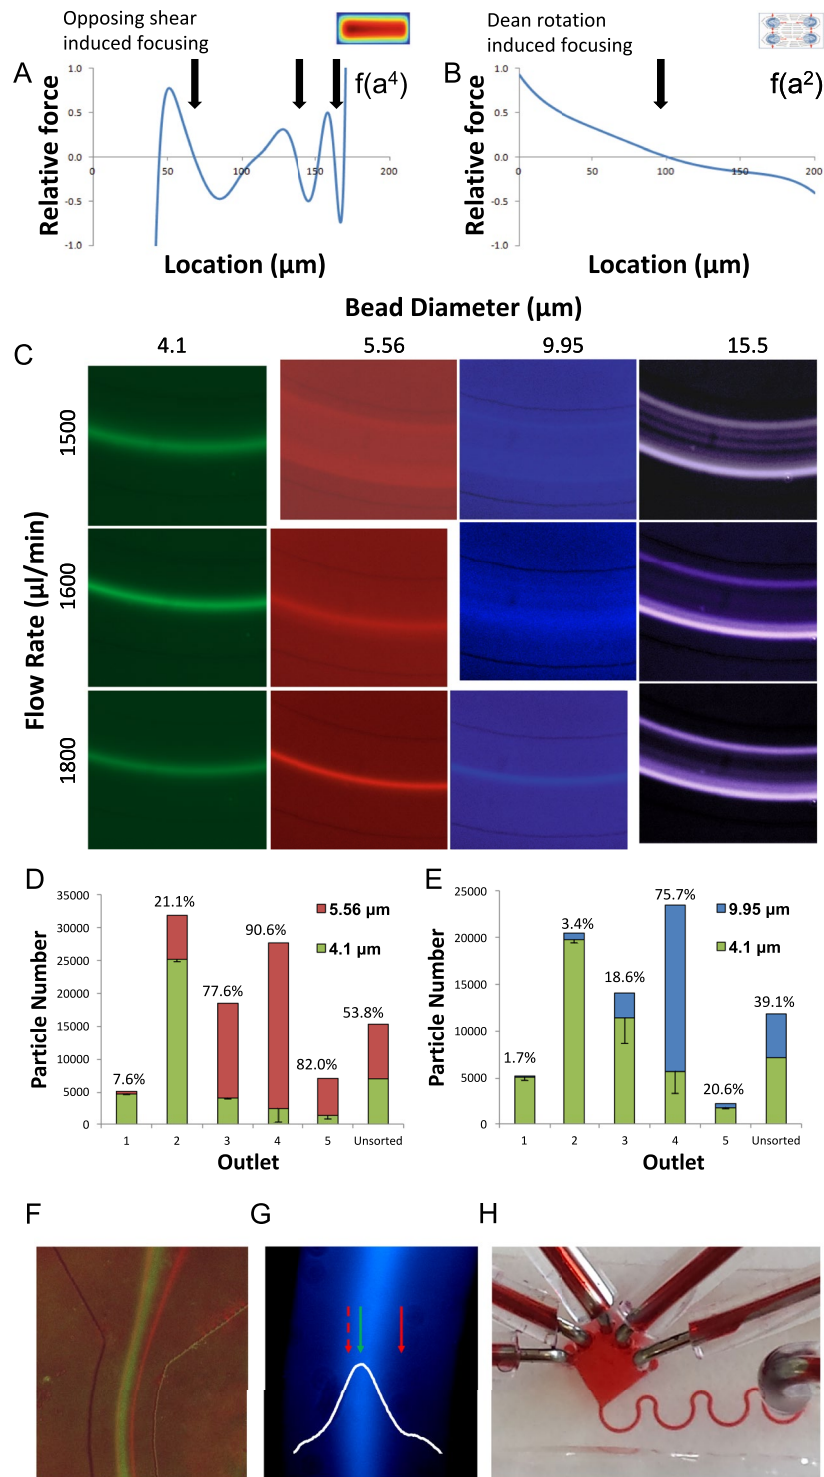 Opposing shear
induced focusing
A
f(a4)
1.0
0.5
0.0
-0.5
-1.0
0
50
100
150
200
Relative force
Location (µm)
Dean rotation
induced focusing
B
f(a2)
1.0
0.5
0.0
-0.5
-1.0
0
50
100
150
200
Relative force
Location (µm)
Bead Diameter (µm)
C
4.1
5.56
9.95
15.5
Flow Rate (µl/min)
1500
1600
1800
D
35000
30000
25000
20000
15000
10000
5000
0
Particle Number
7.6%
21.1%
77.6%
90.6%
82.0%
53.8%
5.56 µm
4.1 µm
1
2
3
4
5
Unsorted
Outlet
E
25000
20000
15000
10000
5000
0
Particle Number
1.7%
3.4%
18.6%
75.7%
20.6%
39.1%
9.95 µm
4.1 µm
1
2
3
4
5
Unsorted
Outlet
F
G
H